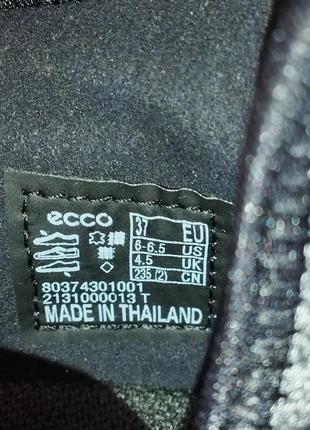 ecco
37 EU
6-6.5 US
4.5 UK
235 (2) CN
80374301001
2131000013 T
MADE IN THAILAND